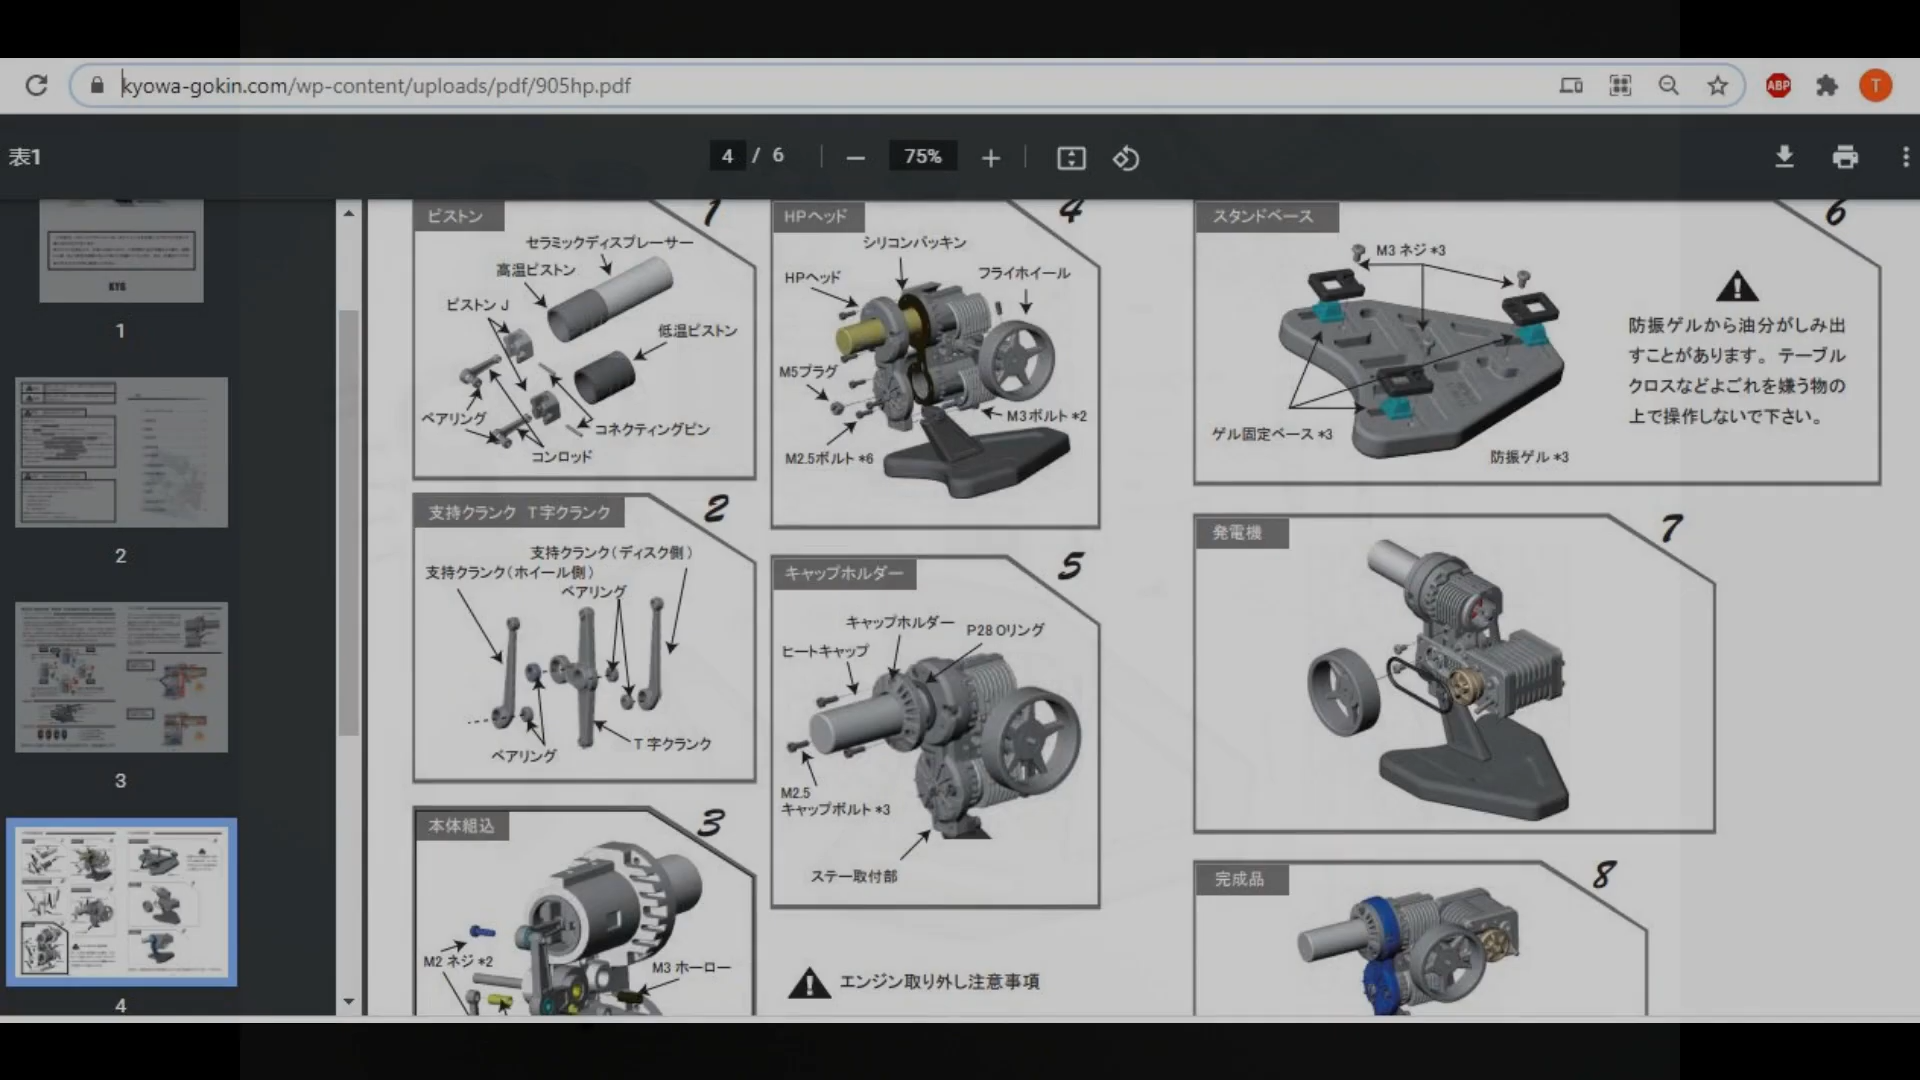 kyowa-gokin.com/wp-content/uploads/pdf/905hp.pdf
ABP
T
表1
4 / 6
75%
KYG
1
2
3
4
ピストン
1
セラミックディスプレーサー
高温ピストン
ピストン J
低温ピストン
ベアリング
コネクティングピン
コンロッド
支持クランク T字クランク
2
支持クランク（ディスク側）
支持クランク（ホイール側）
ベアリング
ベアリング
T字クランク
本体組込
3
M2 ネジ *2
M3 ホーロー
HPヘッド
4
シリコンパッキン
HPヘッド
フライホイール
M5プラグ
M3ボルト *2
M2.5ボルト *6
キャップホルダー
5
キャップホルダー
P28 Oリング
ヒートキャップ
M2.5
キャップボルト *3
ステー取付部
エンジン取り外し注意事項
スタンドベース
6
M3 ネジ *3
防振ゲルから油分がしみ出
すことがあります。テーブル
クロスなどよごれを嫌う物の
上で操作しないで下さい。
ゲル固定ベース *3
防振ゲル *3
発電機
7
完成品
8